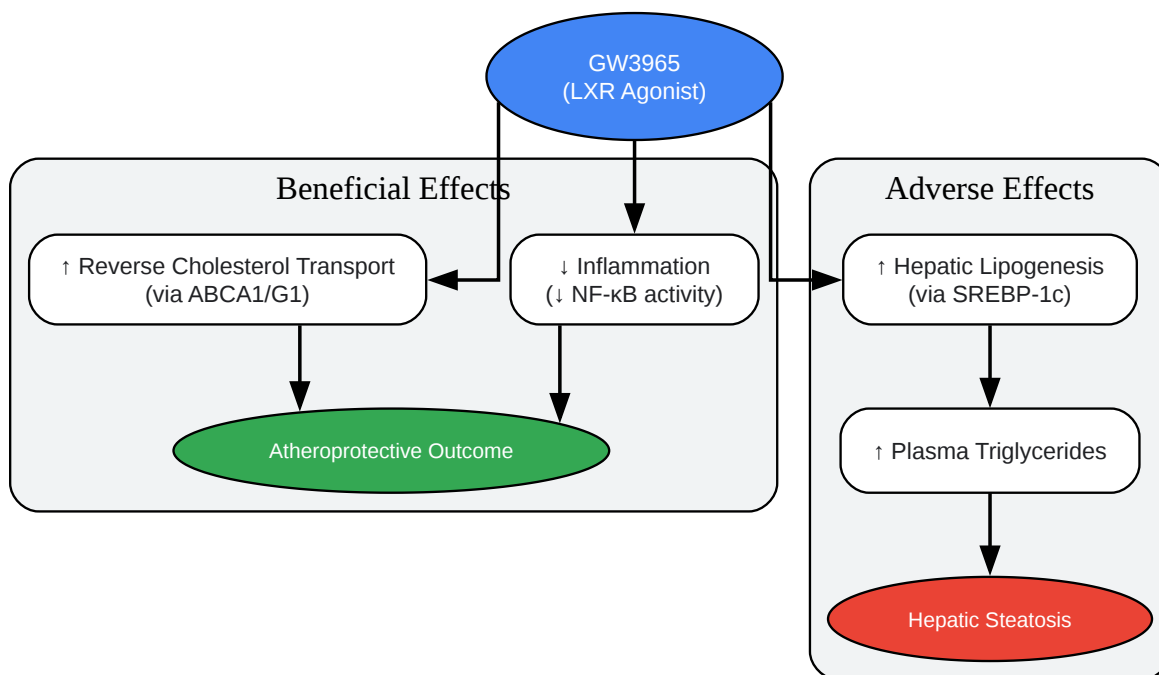 GW3965
(LXR Agonist)
Beneficial Effects
↑ Reverse Cholesterol Transport
(via ABCA1/G1)
↓ Inflammation
(↓ NF-κB activity)
Atheroprotective Outcome
Adverse Effects
↑ Hepatic Lipogenesis
(via SREBP-1c)
↑ Plasma Triglycerides
Hepatic Steatosis